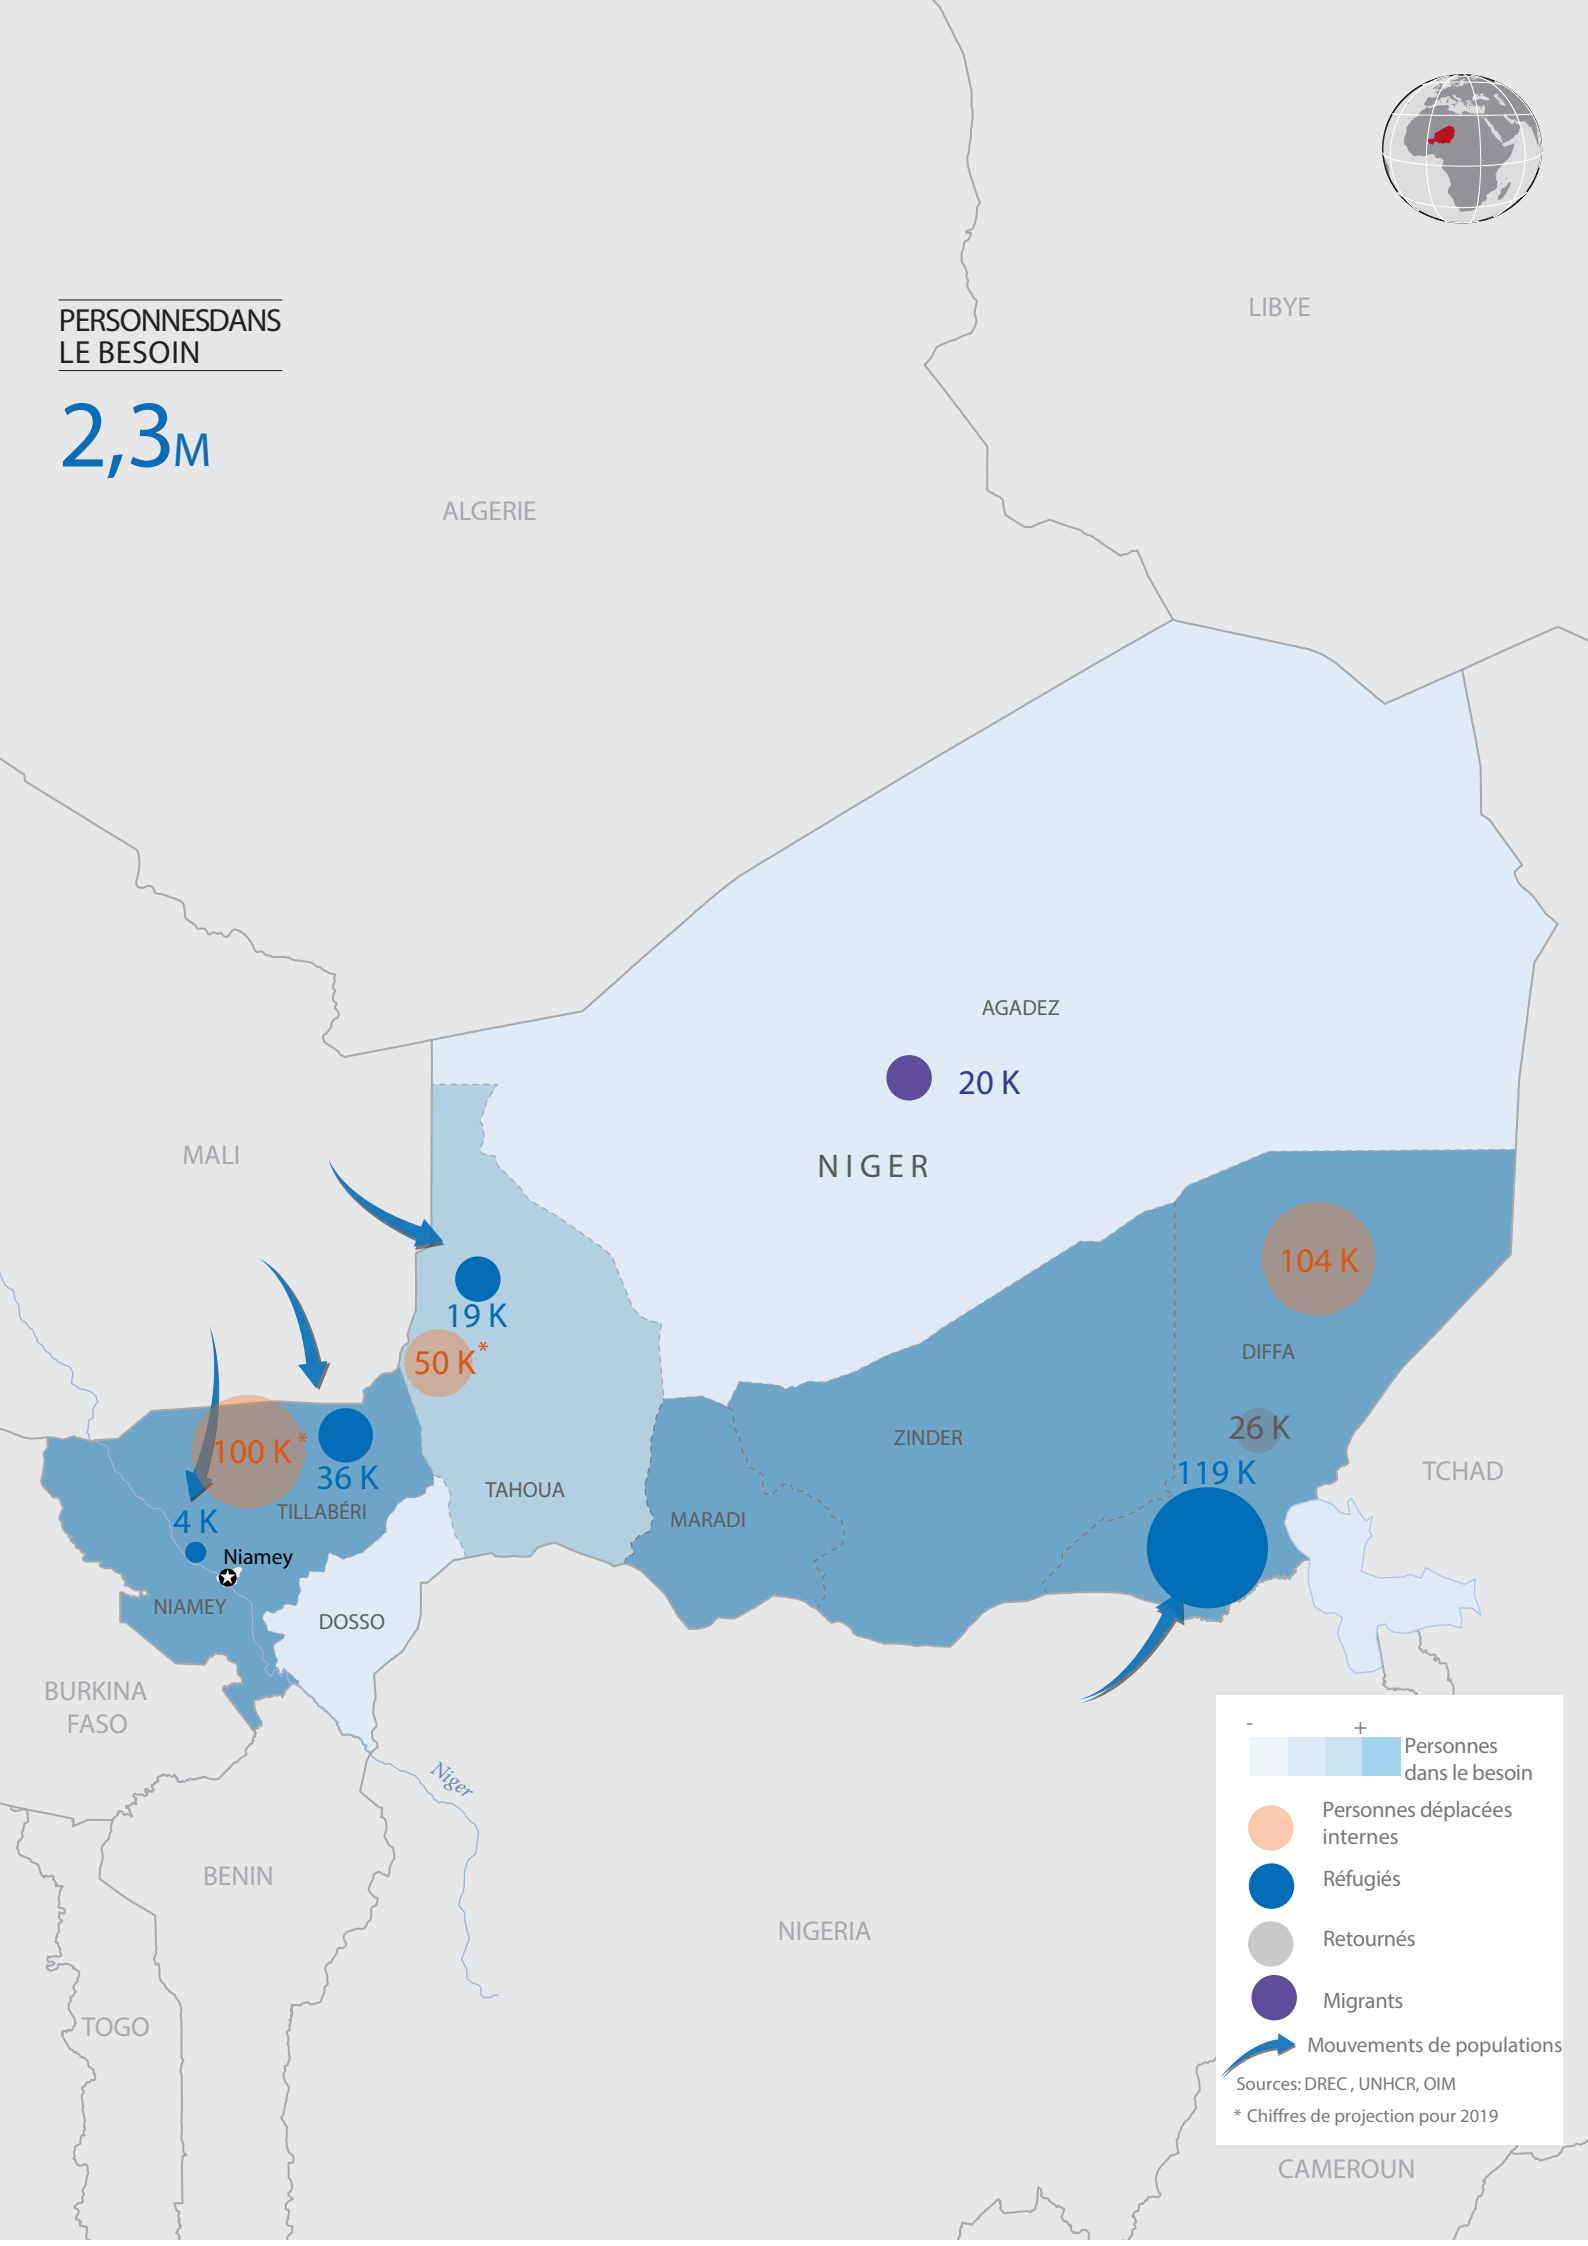 PERSONNESDANS
LE BESOIN
2,3M
LIBYE
ALGERIE
AGADEZ
20 K
MALI
NIGER
104 K
19 K
50 K*
DIFFA
100 K*
36 K
26 K
ZINDER
119 K
TCHAD
TAHOUA
TILLABÉRI
4 K
MARADI
Niamey
NIAMEY
DOSSO
BURKINA
FASO
Niger
BENIN
NIGERIA
TOGO
CAMEROUN
- +
Personnes
dans le besoin
Personnes déplacées
internes
Réfugiés
Retournés
Migrants
Mouvements de populations
Sources: DREC , UNHCR, OIM
* Chiffres de projection pour 2019